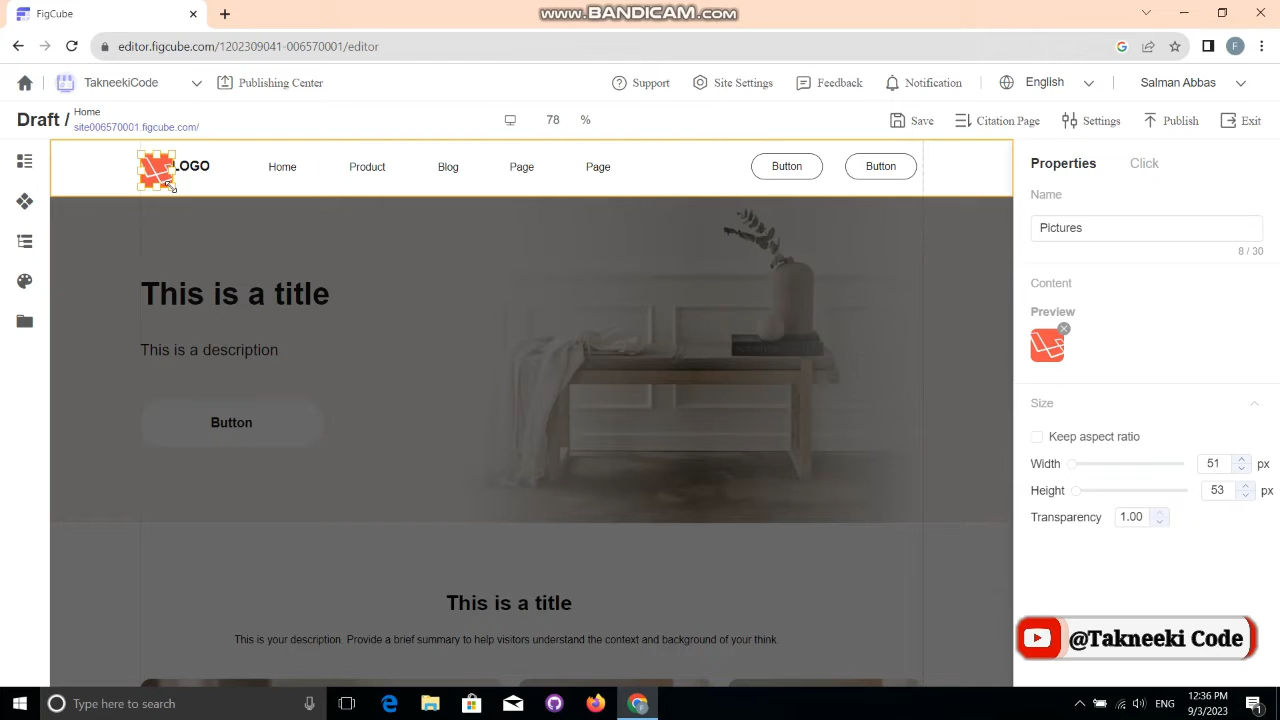 www.BANDICAM.com
FigCube
editor.figcube.com/1202309041-006570001/editor
F
TakneekiCode
Publishing Center
Support
Site Settings
Feedback
Notification
English
Salman Abbas
Draft /
Home
site006570001.figcube.com/
78 %
Save
Citation Page
Settings
Publish
Exit
LOGO
Home
Product
Blog
Page
Page
Button
Button
This is a title
This is a description
Button
This is a title
This is your description. Provide a brief summary to help visitors understand the context and background of your think.
Properties
Click
Name
Pictures
8 / 30
Content
Preview
Size
Keep aspect ratio
Width 51 px
Height 53 px
Transparency 1.00
@Takneeki Code
Type here to search
ENG
12:36 PM
9/3/2023
1